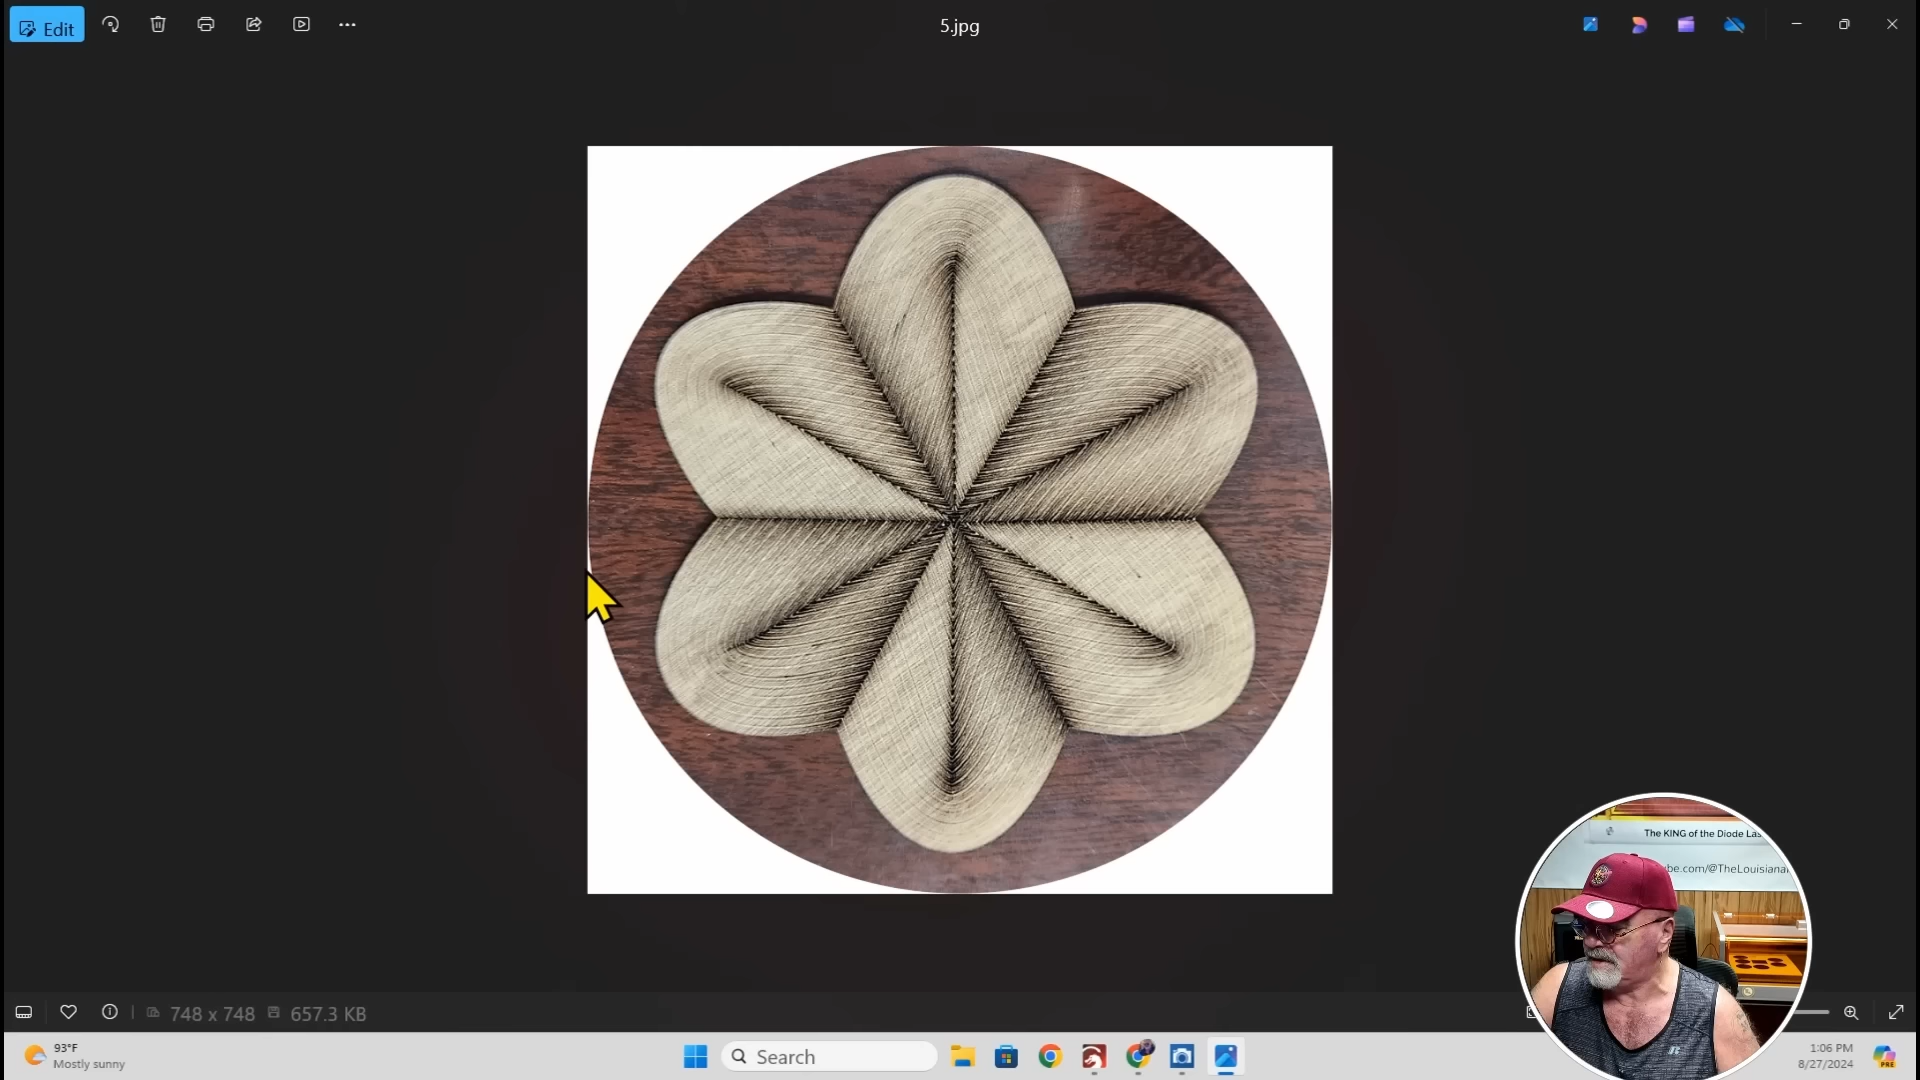 Edit
5.jpg
The KING of the Diode Las
be.com/@TheLouisiana
748 x 748
657.3 KB
93°F
Mostly sunny
Search
1:06 PM
8/27/2024
PRE